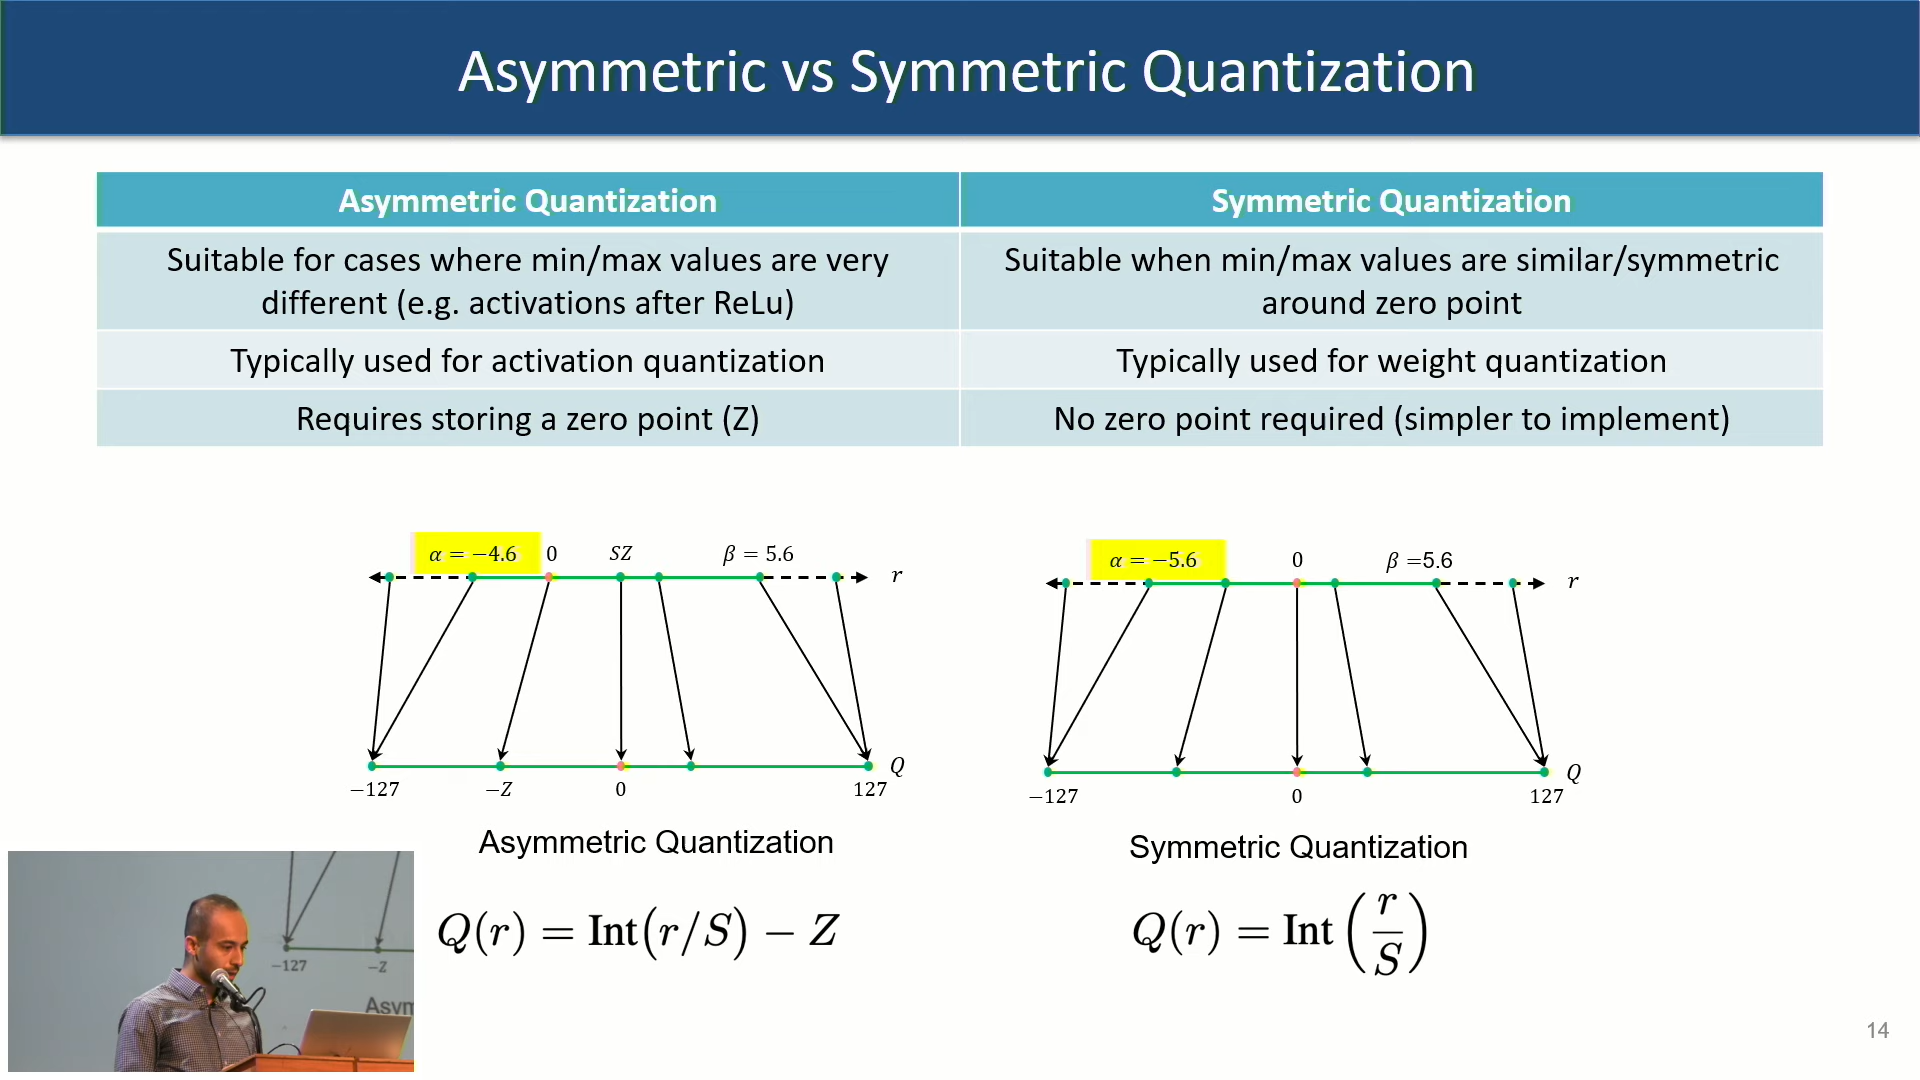 Asymmetric vs Symmetric Quantization
Asymmetric Quantization
Symmetric Quantization
Suitable for cases where min/max values are very
different (e.g. activations after ReLu)
Suitable when min/max values are similar/symmetric
around zero point
Typically used for activation quantization
Typically used for weight quantization
Requires storing a zero point (Z)
No zero point required (simpler to implement)
α = −4.6 0 SZ β = 5.6
r
−127 −Z 0 127
Q
Asymmetric Quantization
Q(r) = Int(r/S) − Z
α = −5.6 0 β =5.6
r
−127 0 127
Q
Symmetric Quantization
Q(r) = Int(r/S)
−127 −Z
Asym
14